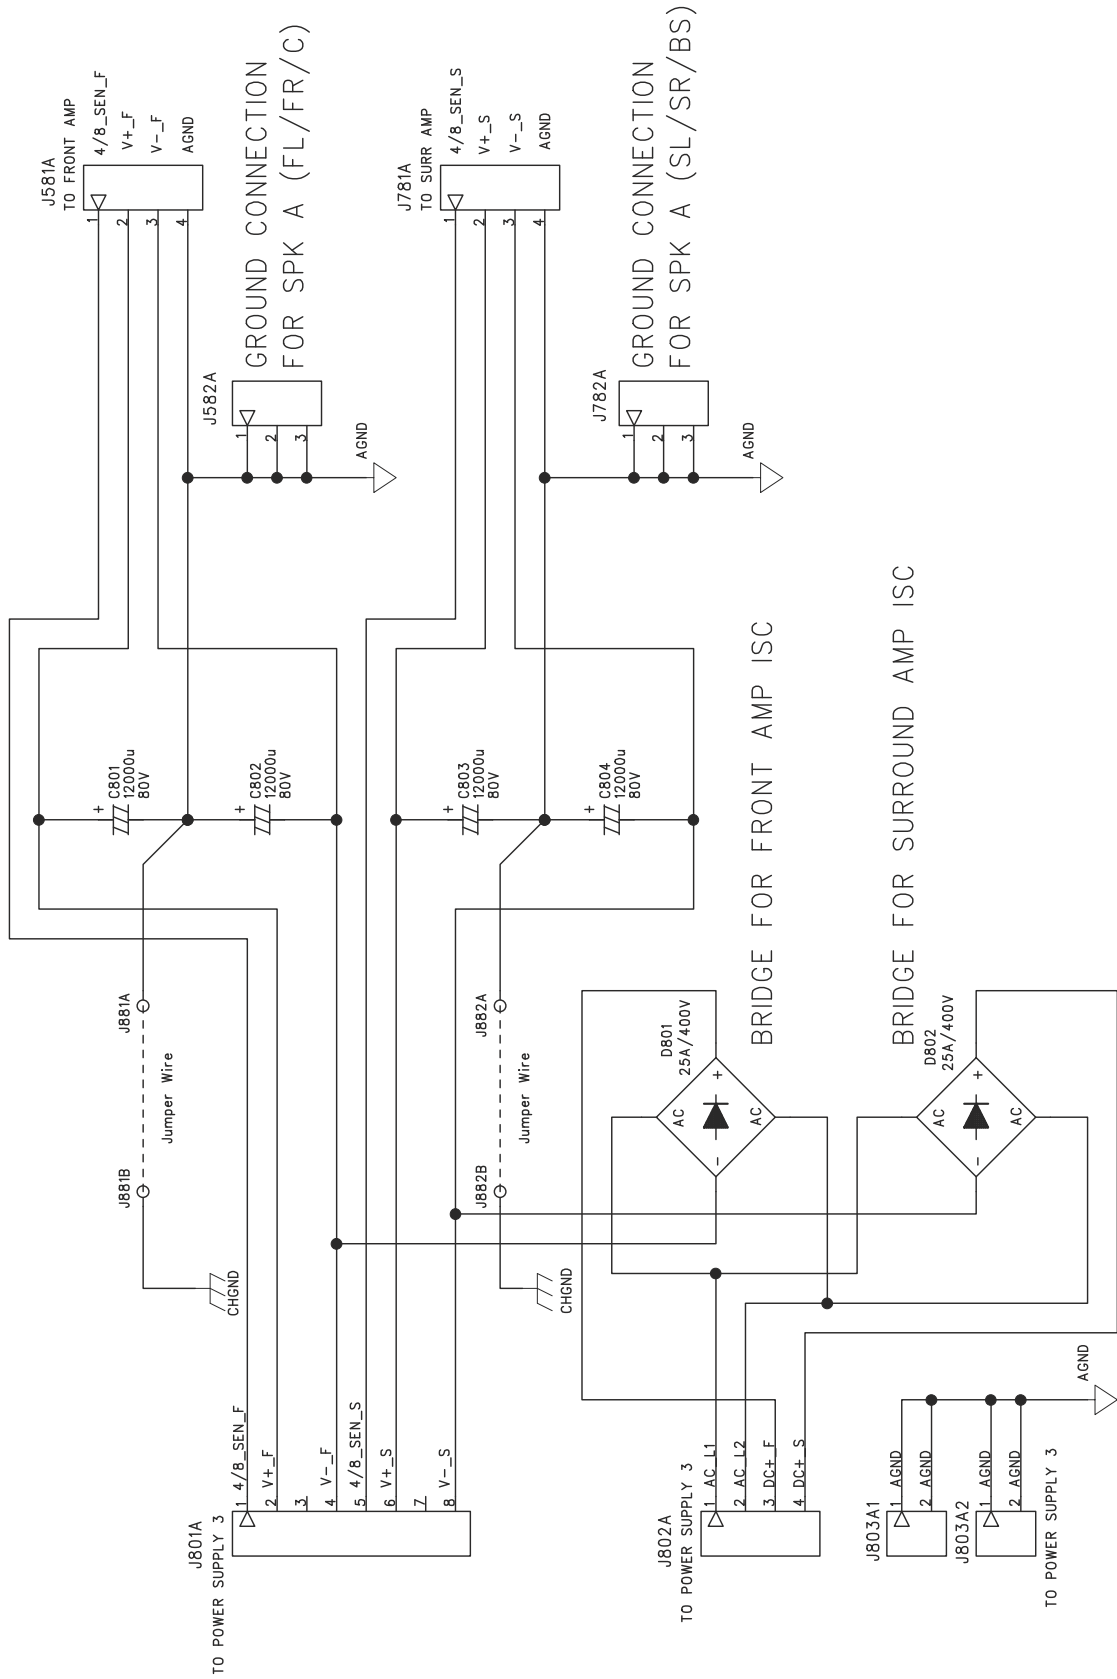 J581A
TO FRONT AMP
1 4/8_SEN_F
2 V+_F
3 V-_F
4 AGND
GROUND CONNECTION
FOR SPK A (FL/FR/C)
J582A
1
2
3
AGND
J781A
TO SURR AMP
1 4/8_SEN_S
2 V+_S
3 V-_S
4 AGND
GROUND CONNECTION
FOR SPK A (SL/SR/BS)
J782A
1
2
3
AGND
+
C801
12000u
80V
+
C802
12000u
80V
+
C803
12000u
80V
+
C804
12000u
80V
J881A
Jumper Wire
J881B
CHGND
J882A
Jumper Wire
J882B
CHGND
BRIDGE FOR FRONT AMP ISC
D801
25A/400V
AC
+
-
AC
BRIDGE FOR SURROUND AMP ISC
D802
25A/400V
AC
+
-
AC
J801A
TO POWER SUPPLY 3
1 4/8_SEN_F
2 V+_F
3
4 V-_F
5 4/8_SEN_S
6 V+_S
7
8 V-_S
J802A
TO POWER SUPPLY 3
1 AC_L1
2 AC_L2
3 DC+_F
4 DC+_S
J803A1
1 AGND
2 AGND
J803A2
1 AGND
2 AGND
TO POWER SUPPLY 3
AGND